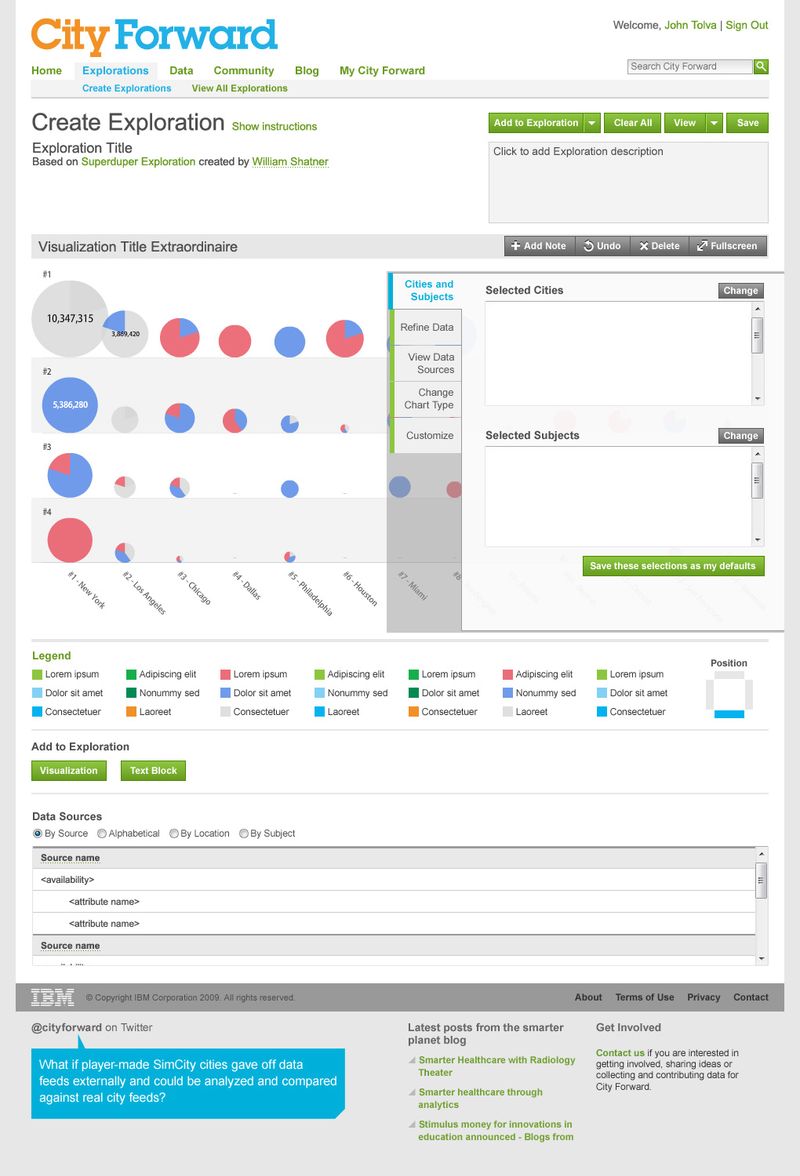 City Forward
Welcome, John Tolva | Sign Out
Home Explorations Data Community Blog My City Forward
Search City Forward
Create Explorations View All Explorations
Create Exploration Show instructions
Add to Exploration Clear All View Save
Exploration Title
Based on Superduper Exploration created by William Shatner
Click to add Exploration description
Visualization Title Extraordinaire
Add Note Undo Delete Fullscreen
#1
10,347,315
3,889,420
#2
5,386,280
#3
#4
#1 - New York
#2 - Los Angeles
#3 - Chicago
#4 - Dallas
#5 - Philadelphia
#6 - Houston
#7 - Miami
Cities and
Subjects
Refine Data
View Data
Sources
Change
Chart Type
Customize
Selected Cities Change
Selected Subjects Change
Save these selections as my defaults
Legend
Lorem ipsum Adipiscing elit Lorem ipsum Adipiscing elit Lorem ipsum Adipiscing elit Lorem ipsum
Dolor sit amet Nonummy sed Dolor sit amet Nonummy sed Dolor sit amet Nonummy sed Dolor sit amet
Consectetuer Laoreet Consectetuer Laoreet Consectetuer Laoreet Consectetuer
Position
Add to Exploration
Visualization Text Block
Data Sources
By Source Alphabetical By Location By Subject
Source name
<availability>
<attribute name>
<attribute name>
Source name
IBM © Copyright IBM Corporation 2009. All rights reserved.
About Terms of Use Privacy Contact
@cityforward on Twitter
What if player-made SimCity cities gave off data
feeds externally and could be analyzed and compared
against real city feeds?
Latest posts from the smarter
planet blog
Smarter Healthcare with Radiology
Theater
Smarter healthcare through
analytics
Stimulus money for innovations in
education announced - Blogs from
Get Involved
Contact us if you are interested in
getting involved, sharing ideas or
collecting and contributing data for
City Forward.